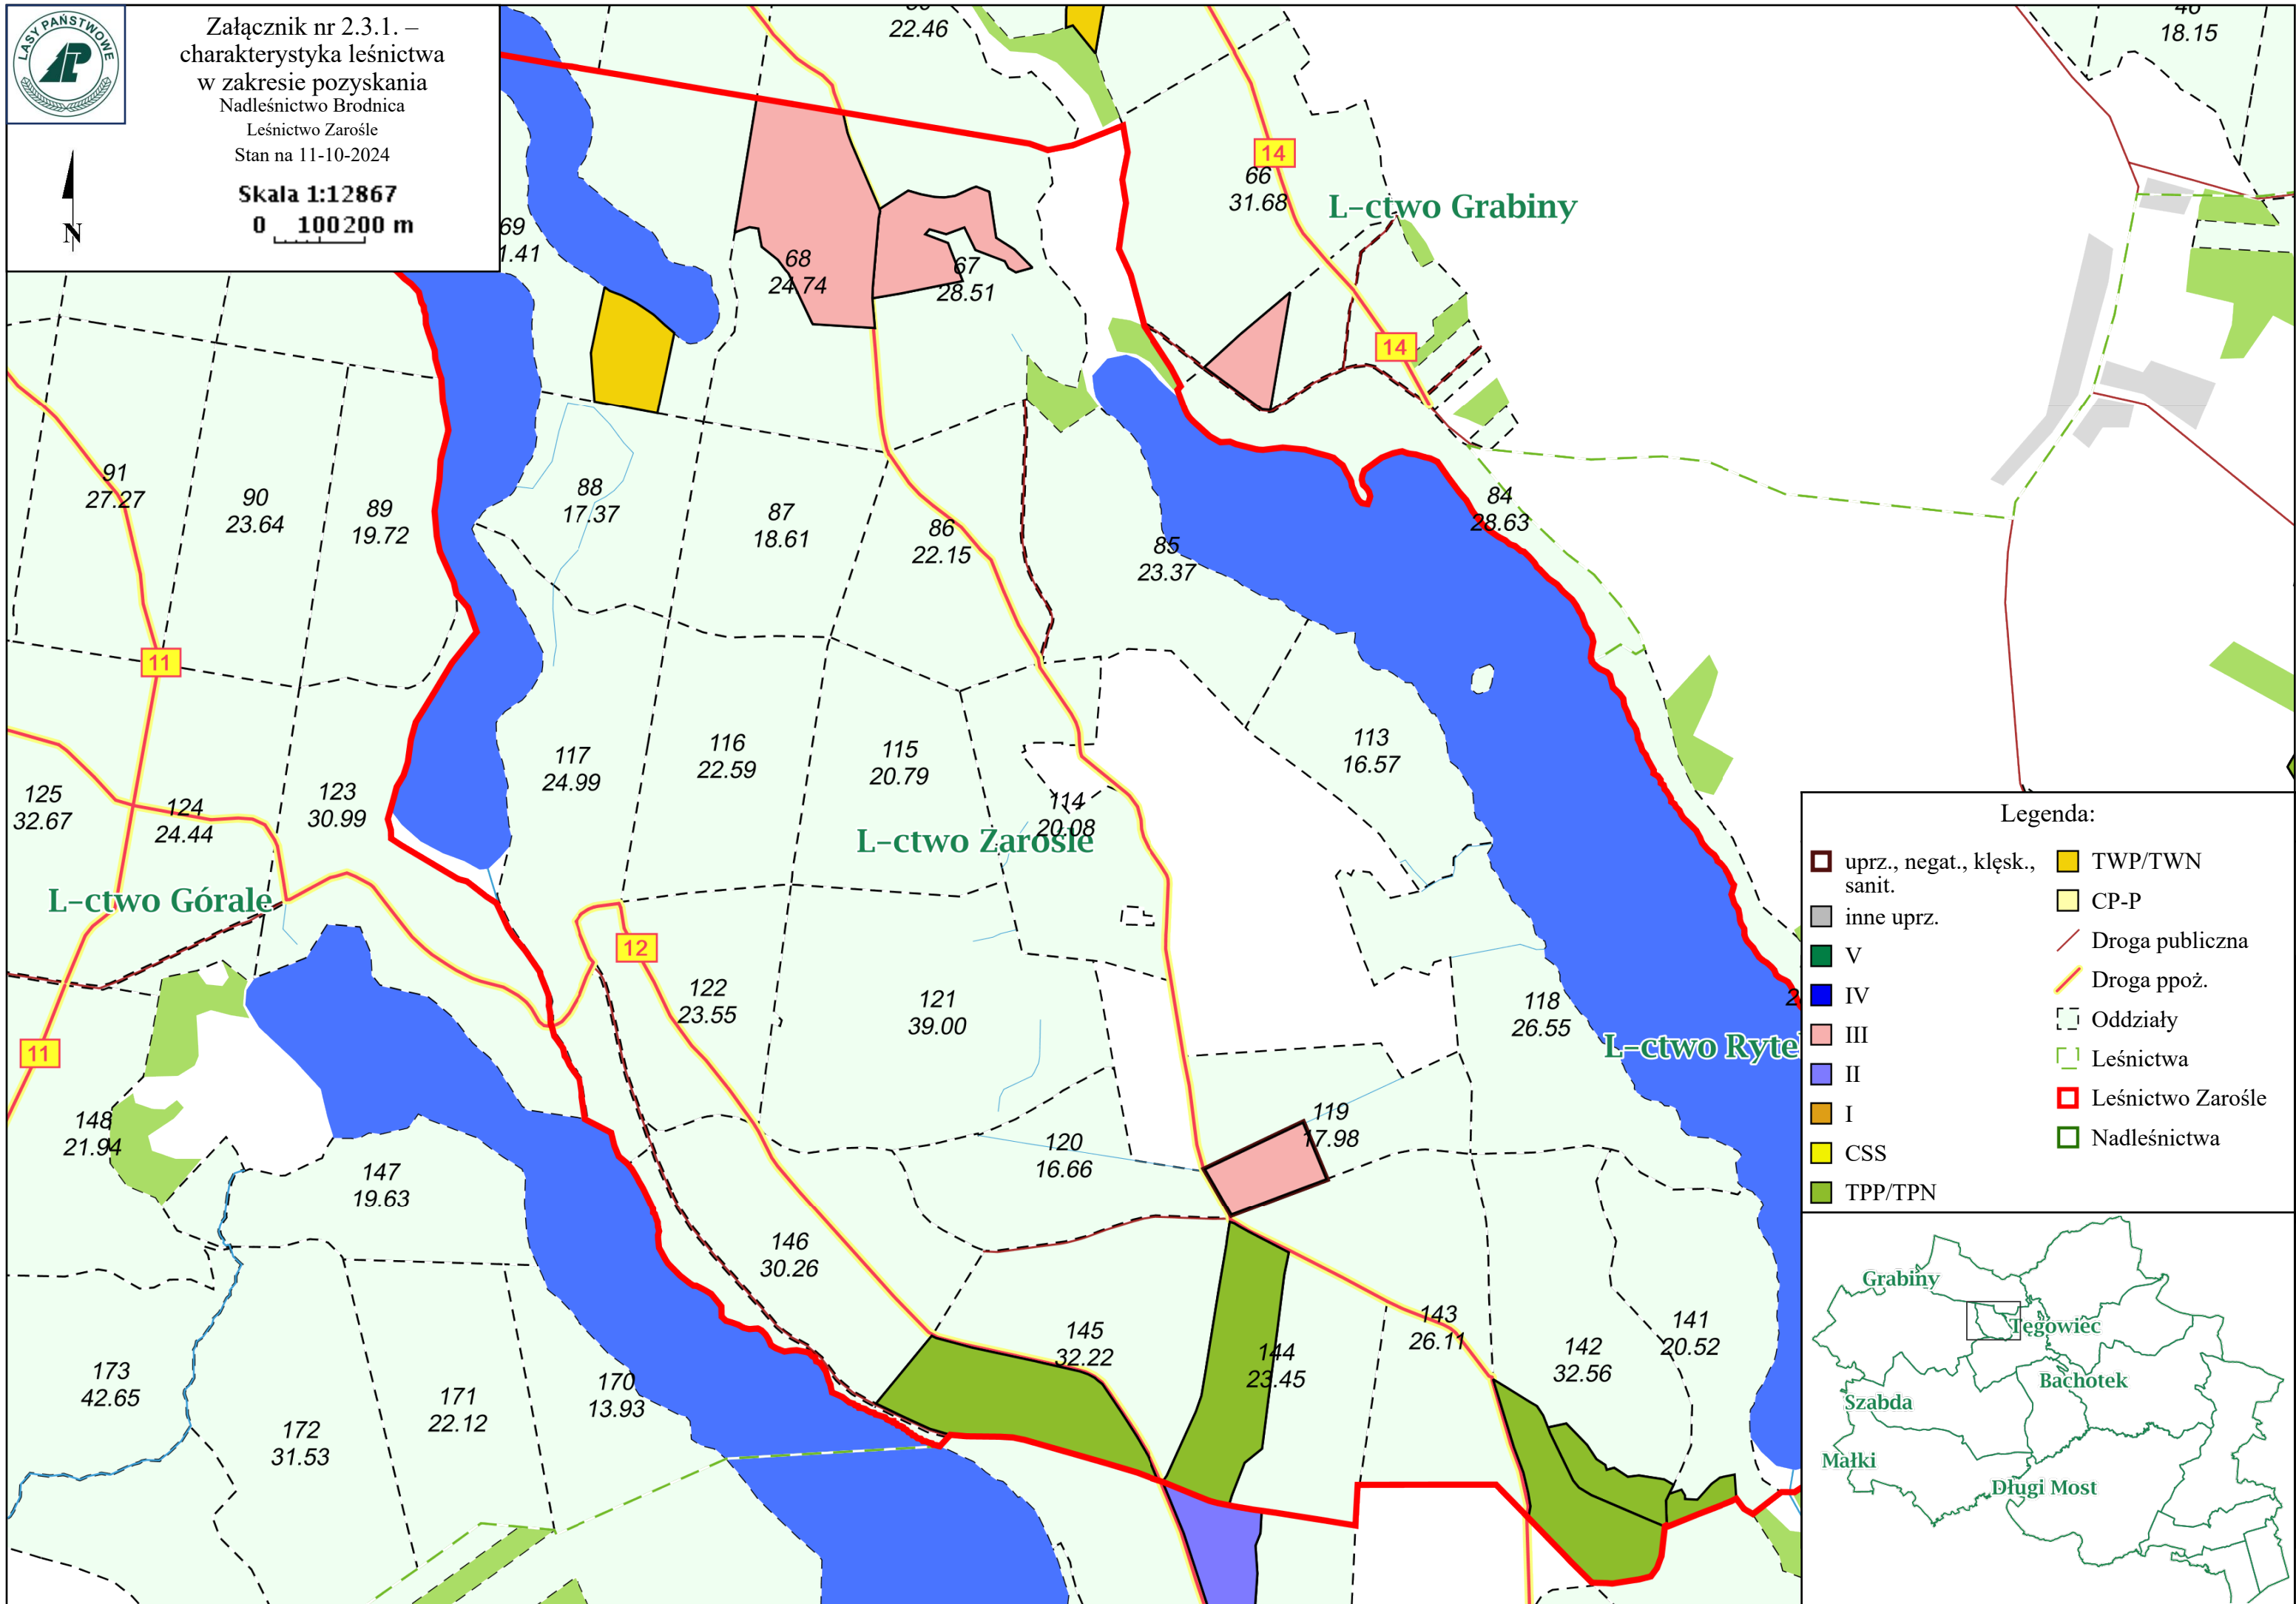 LASY PAŃSTWOWE
Załącznik nr 2.3.1. –
charakterystyka leśnictwa
w zakresie pozyskania
Nadleśnictwo Brodnica
Leśnictwo Zarośle
Stan na 11-10-2024
Skala 1:12867
0 100 200 m
N
22.46
46
18.15
14
66
31.68
L-ctwo Grabiny
69
68
24.74
67
28.51
14
91
27.27
90
23.64
89
19.72
88
17.37
87
18.61
86
22.15
85
23.37
84
28.63
11
125
32.67
124
24.44
123
30.99
117
24.99
116
22.59
115
20.79
114
20.08
113
16.57
L-ctwo Zarośle
L-ctwo Górale
12
122
23.55
121
39.00
118
26.55
L-ctwo Ryte
11
148
21.94
147
19.63
120
16.66
119
17.98
146
30.26
145
32.22
144
23.45
143
26.11
142
32.56
141
20.52
173
42.65
172
31.53
171
22.12
170
13.93
Legenda:
uprz., negat., klęsk.,
sanit.
inne uprz.
V
IV
III
II
I
CSS
TPP/TPN
TWP/TWN
CP-P
Droga publiczna
Droga ppoż.
Oddziały
Leśnictwa
Leśnictwo Zarośle
Nadleśnictwa
Grabiny
Tęgowiec
Bachotek
Szabda
Małki
Długi Most